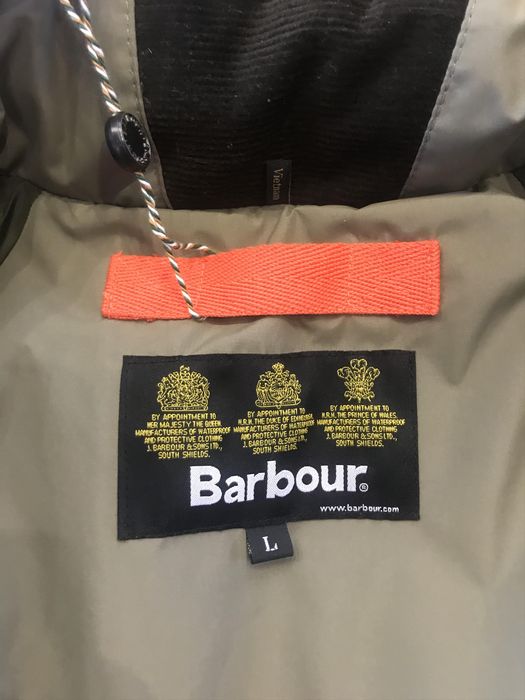 Vietnam
BY APPOINTMENT TO
HER MAJESTY THE QUEEN
MANUFACTURERS OF WATERPROOF
AND PROTECTIVE CLOTHING
J. BARBOUR & SONS LTD.,
SOUTH SHIELDS.
BY APPOINTMENT TO
H.R.H. THE DUKE OF EDINBURGH
MANUFACTURERS OF WATERPROOF
AND PROTECTIVE CLOTHING
J. BARBOUR & SONS LTD.,
SOUTH SHIELDS.
BY APPOINTMENT TO
H.R.H. THE PRINCE OF WALES
MANUFACTURERS OF WATERPROOF
AND PROTECTIVE CLOTHING
J. BARBOUR & SONS LTD.,
SOUTH SHIELDS.
Barbour®
www.barbour.com
L